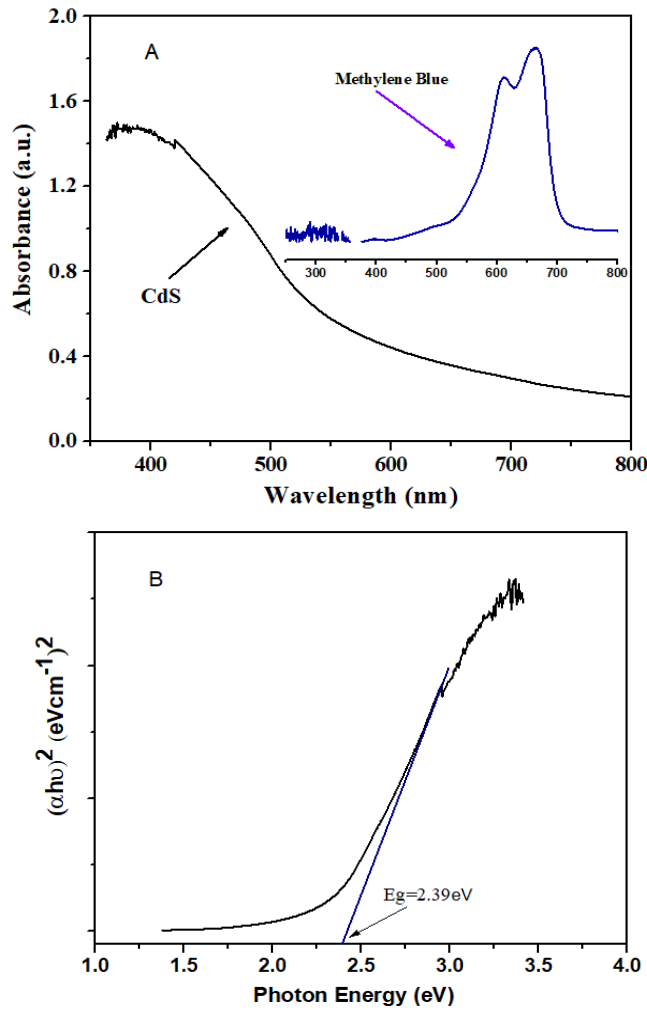 A
2.0
1.6
1.2
0.8
0.4
0.0
Absorbance (a.u.)
Methylene Blue
CdS
300 400 500 600 700 800
400 500 600 700 800
Wavelength (nm)
B
(αhυ)2 (eVcm-1)2
Eg=2.39eV
1.0 1.5 2.0 2.5 3.0 3.5 4.0
Photon Energy (eV)